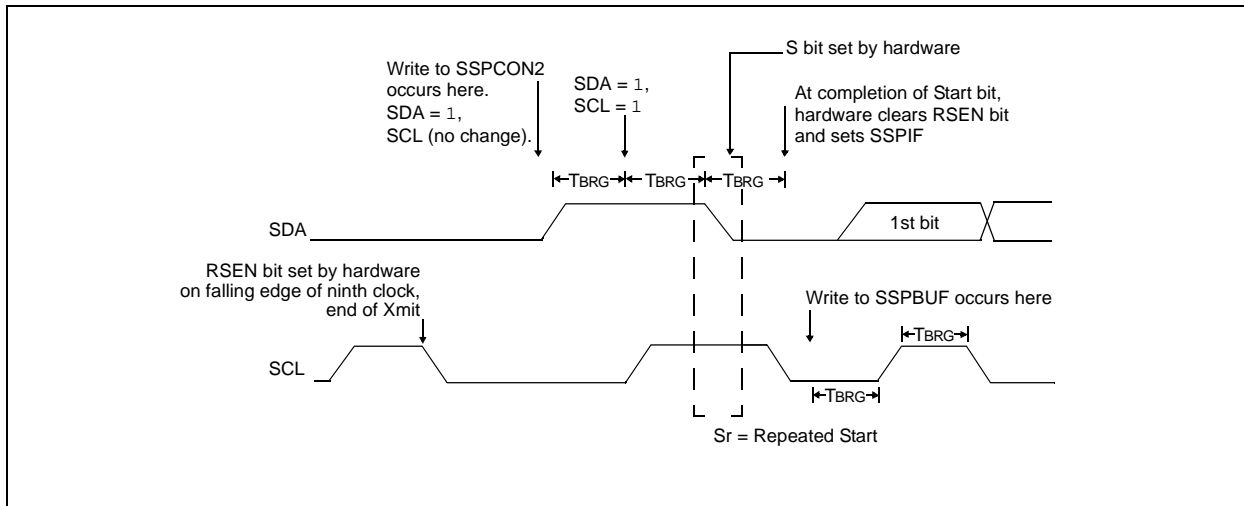 S bit set by hardware
Write to SSPCON2
occurs here.
SDA = 1,
SCL (no change).
SDA = 1,
SCL = 1
At completion of Start bit,
hardware clears RSEN bit
and sets SSPIF
TBRG
TBRG
TBRG
SDA
1st bit
RSEN bit set by hardware
on falling edge of ninth clock,
end of Xmit
Write to SSPBUF occurs here
TBRG
SCL
TBRG
Sr = Repeated Start